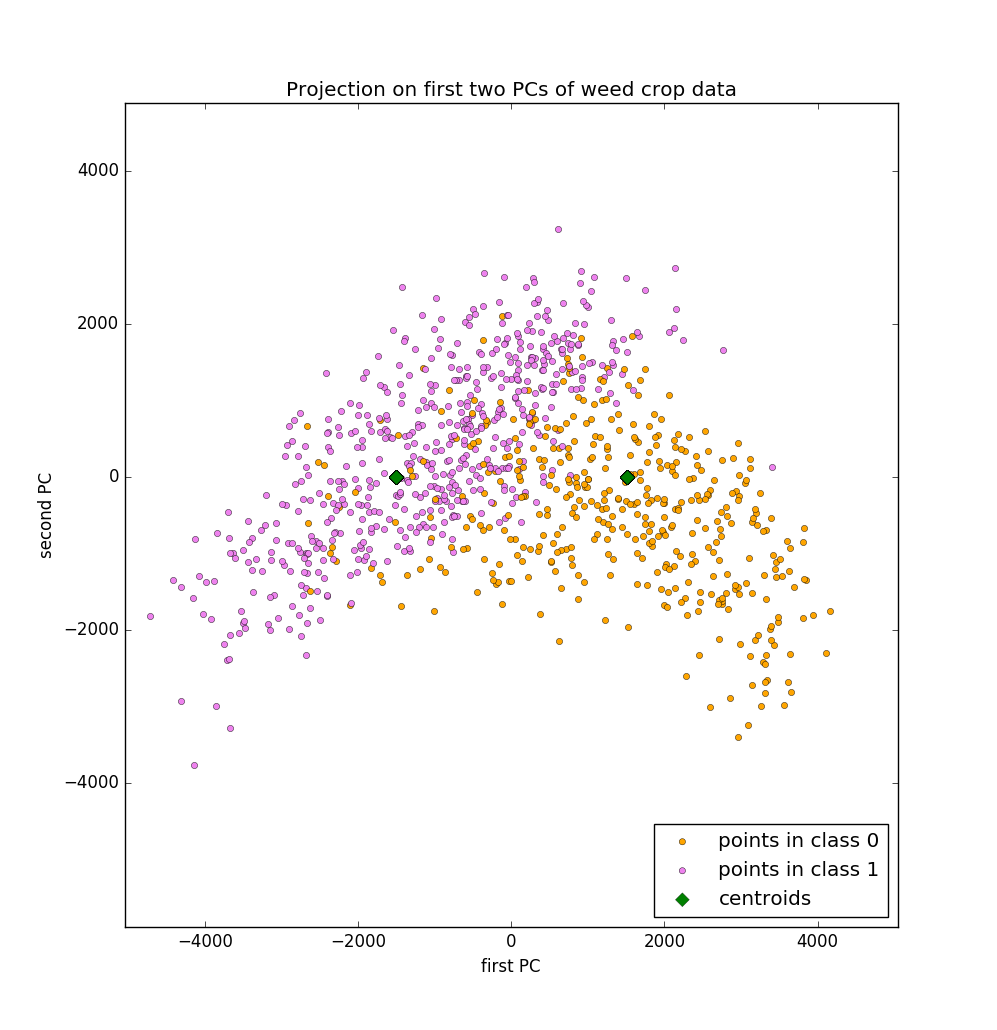 Projection on first two PCs of weed crop data
4000
2000
0
−2000
−4000
second PC
−4000
−2000
0
2000
4000
first PC
points in class 0
points in class 1
centroids